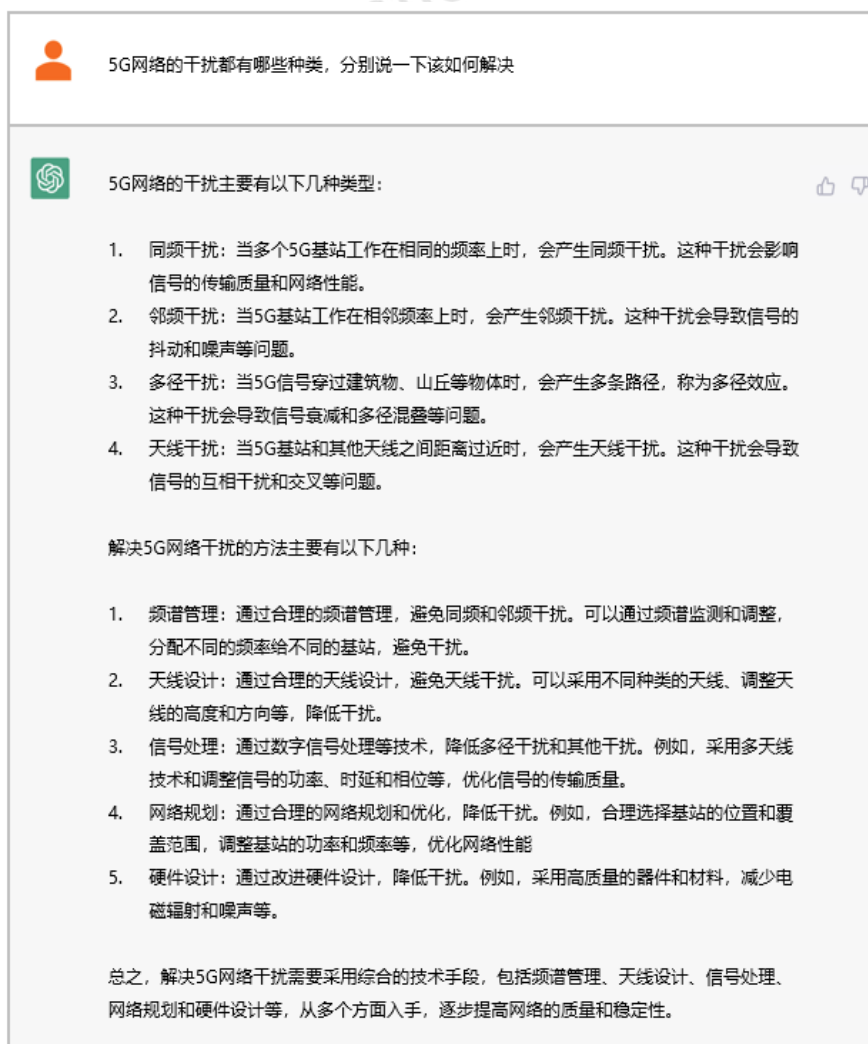 5G网络的干扰都有哪些种类，分别说一下该如何解决
5G网络的干扰主要有以下几种类型：
1. 同频干扰：当多个5G基站工作在相同的频率上时，会产生同频干扰。这种干扰会影响
信号的传输质量和网络性能。
2. 邻频干扰：当5G基站工作在相邻频率上时，会产生邻频干扰。这种干扰会导致信号的
抖动和噪声等问题。
3. 多径干扰：当5G信号穿过建筑物、山丘等物体时，会产生多条路径，称为多径效应。
这种干扰会导致信号衰减和多径混叠等问题。
4. 天线干扰：当5G基站和其他天线之间距离过近时，会产生天线干扰。这种干扰会导致
信号的互相干扰和交叉等问题。
解决5G网络干扰的方法主要有以下几种：
1. 频谱管理：通过合理的频谱管理，避免同频和邻频干扰。可以通过频谱监测和调整，
分配不同的频率给不同的基站，避免干扰。
2. 天线设计：通过合理的天线设计，避免天线干扰。可以采用不同种类的天线、调整天
线的高度和方向等，降低干扰。
3. 信号处理：通过数字信号处理等技术，降低多径干扰和其他干扰。例如，采用多天线
技术和调整信号的功率、时延和相位等，优化信号的传输质量。
4. 网络规划：通过合理的网络规划和优化，降低干扰。例如，合理选择基站的位置和覆
盖范围，调整基站的功率和频率等，优化网络性能
5. 硬件设计：通过改进硬件设计，降低干扰。例如，采用高质量的器件和材料，减少电
磁辐射和噪声等。
总之，解决5G网络干扰需要采用综合的技术手段，包括频谱管理、天线设计、信号处理、
网络规划和硬件设计等，从多个方面入手，逐步提高网络的质量和稳定性。